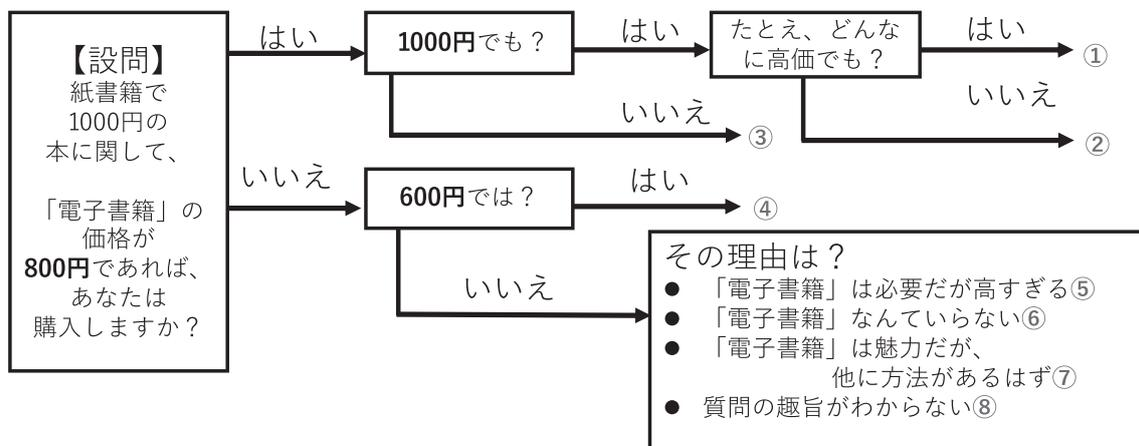 【設問】
紙書籍で
1000円の
本に関して、
「電子書籍」の
価格が
800円であれば、
あなたは
購入しますか？
はい
1000円でも？
はい
たとえ、どんな
に高価でも？
はい
①
いいえ
②
いいえ
③
いいえ
600円では？
はい
④
いいえ
その理由は？
● 「電子書籍」は必要だが高すぎる⑤
● 「電子書籍」なんていらない⑥
● 「電子書籍」は魅力だが、
他に方法があるはず⑦
● 質問の趣旨がわからない⑧